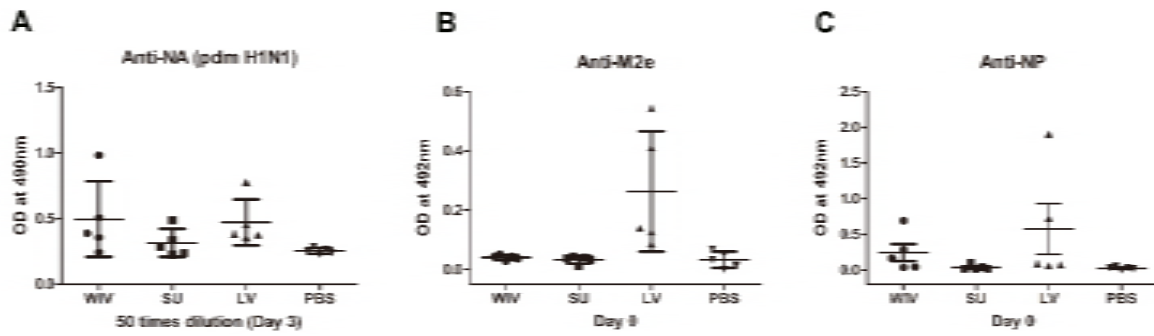 A
Anti-NA (pdm H1N1)
OD at 490nm
1.5
1.0
0.5
0.0
WIV SU LV PBS
50 times dilution (Day 3)
B
Anti-M2e
OD at 492nm
0.6
0.4
0.2
0.0
WIV SU LV PBS
Day 0
C
Anti-NP
OD at 492nm
2.5
2.0
1.5
1.0
0.5
0.0
WIV SU LV PBS
Day 0